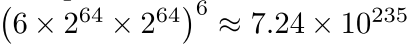 (6 × 2^64 × 2^64)^6 ≈ 7.24 × 10^235